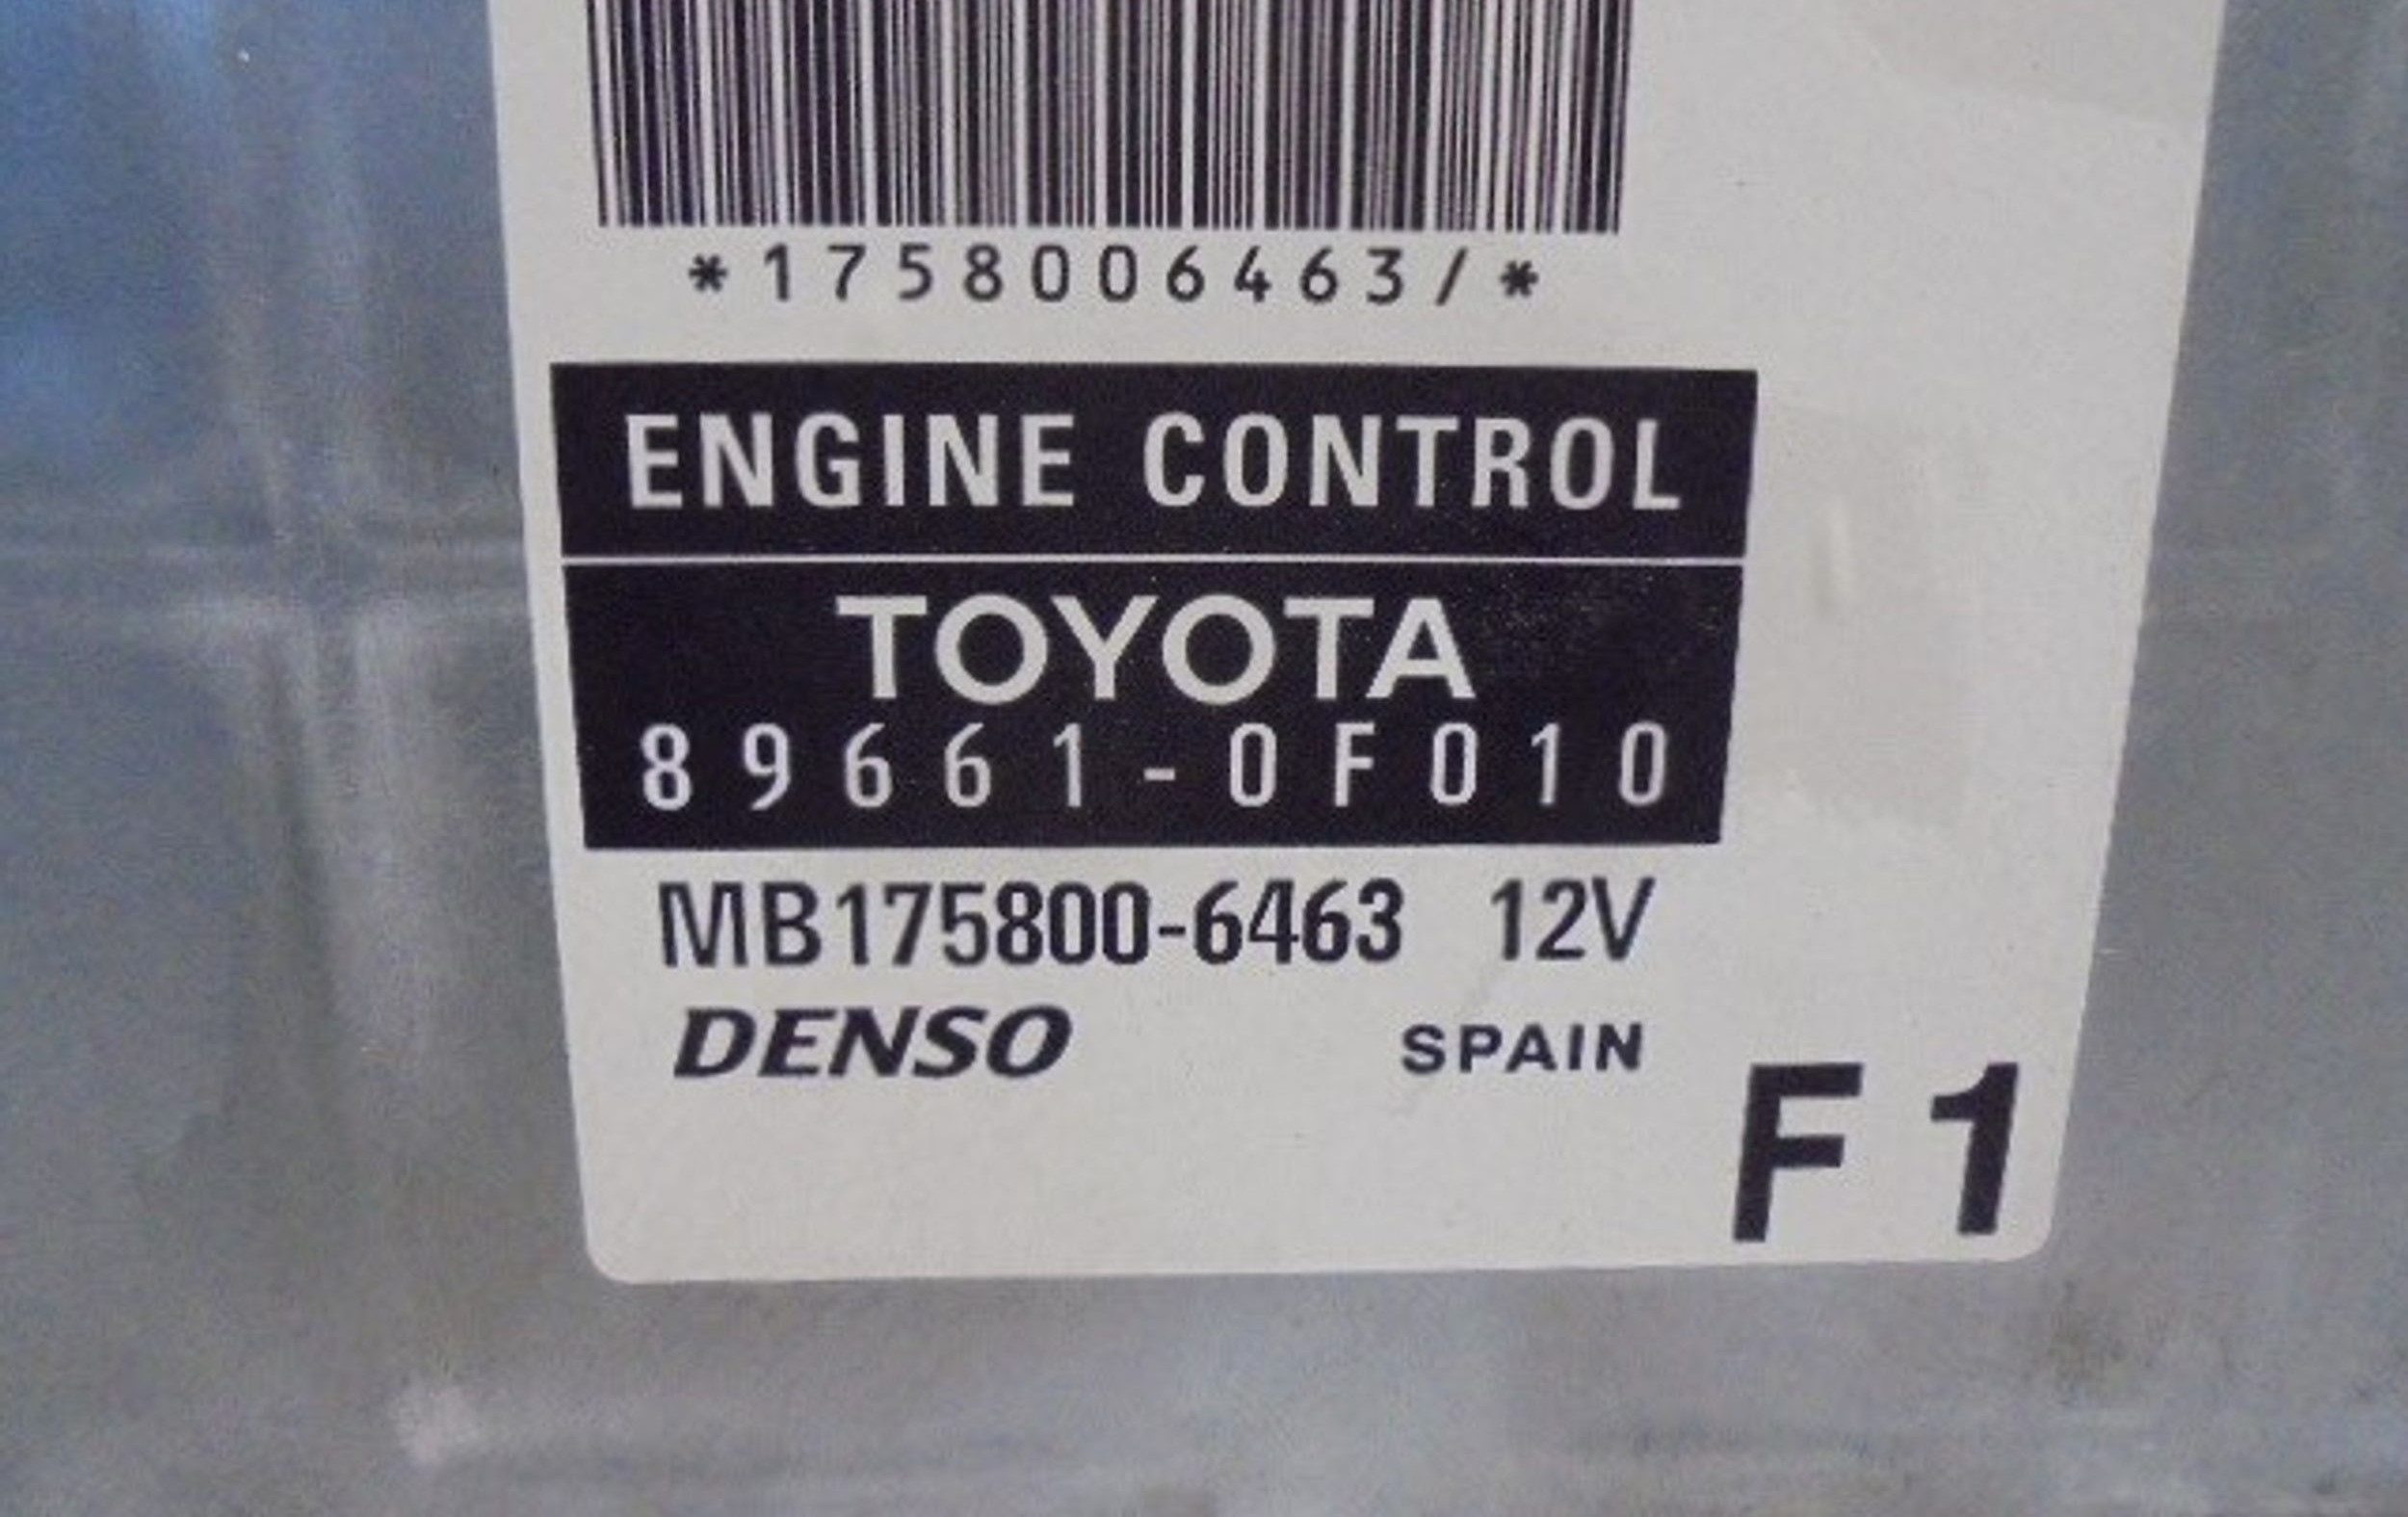 *1758006463/*
ENGINE CONTROL
TOYOTA
89661-0F010
MB175800-6463 12V
DENSO SPAIN
F1